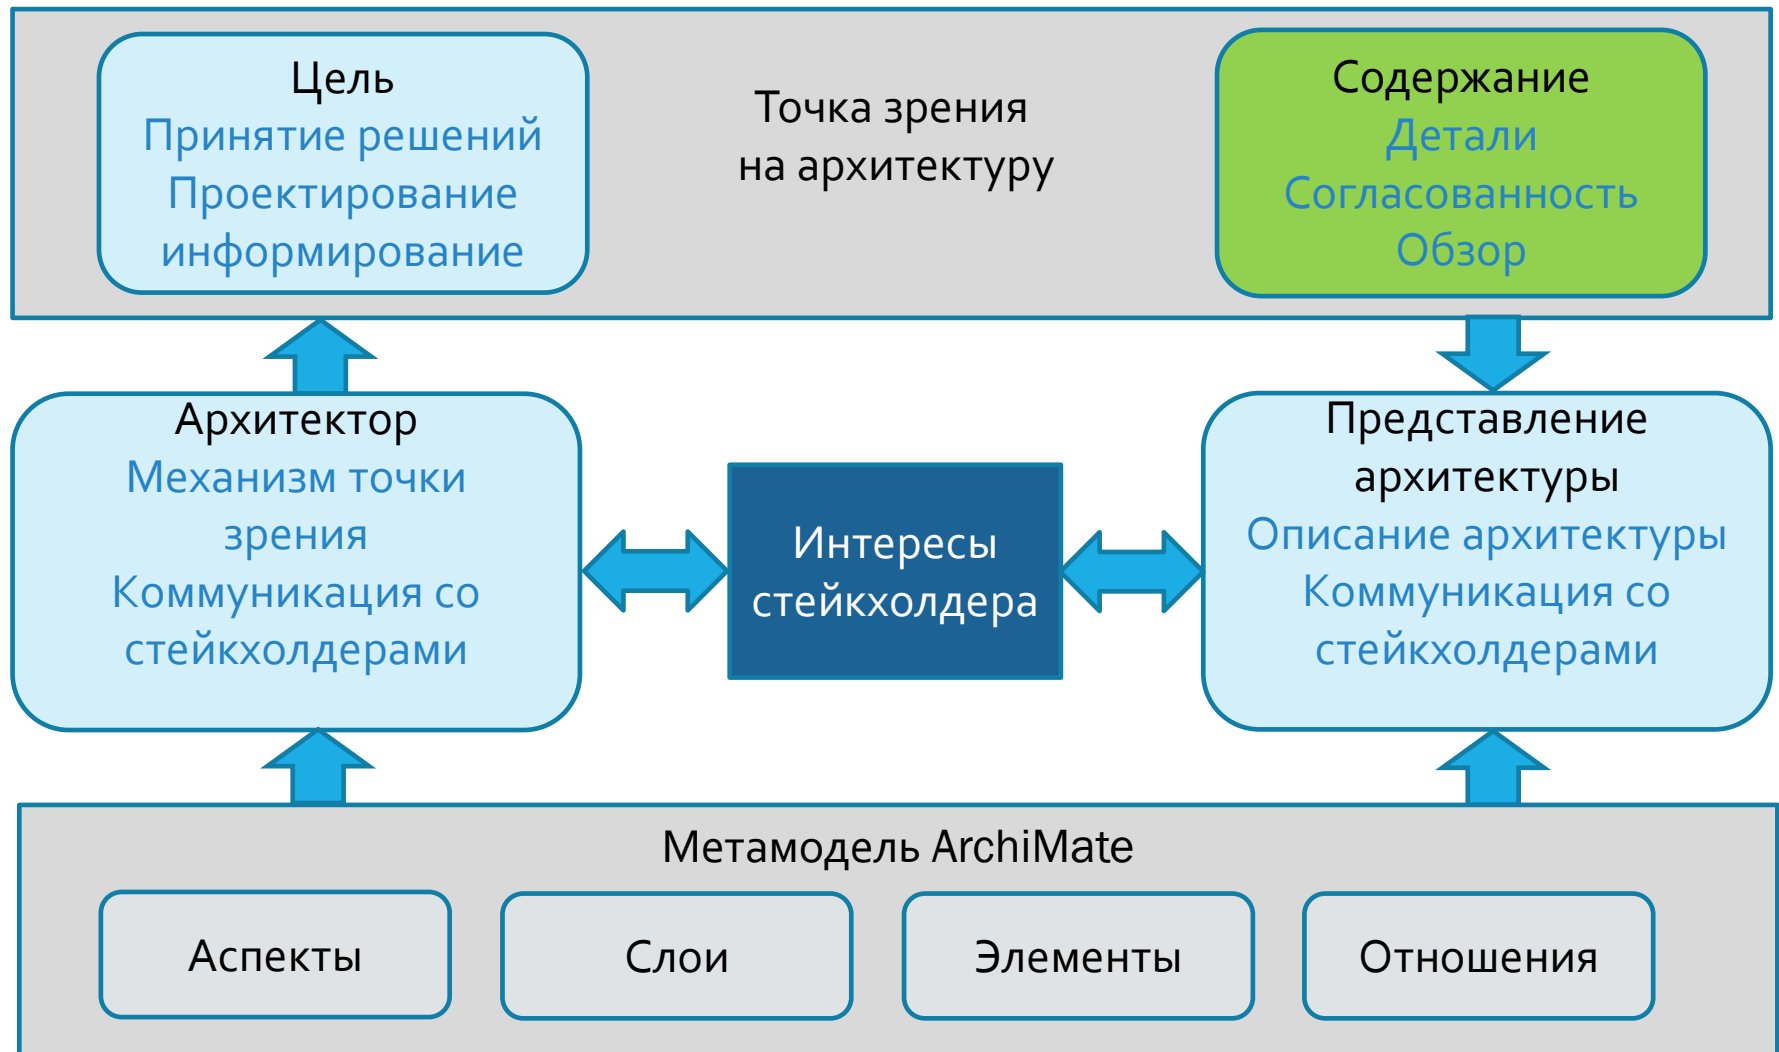 Цель
Принятие решений
Проектирование
информирование
Точка зрения
на архитектуру
Содержание
Детали
Согласованность
Обзор
Архитектор
Механизм точки
зрения
Коммуникация со
стейкхолдерами
Интересы
стейкхолдера
Представление
архитектуры
Описание архитектуры
Коммуникация со
стейкхолдерами
Метамодель ArchiMate
Аспекты
Слои
Элементы
Отношения